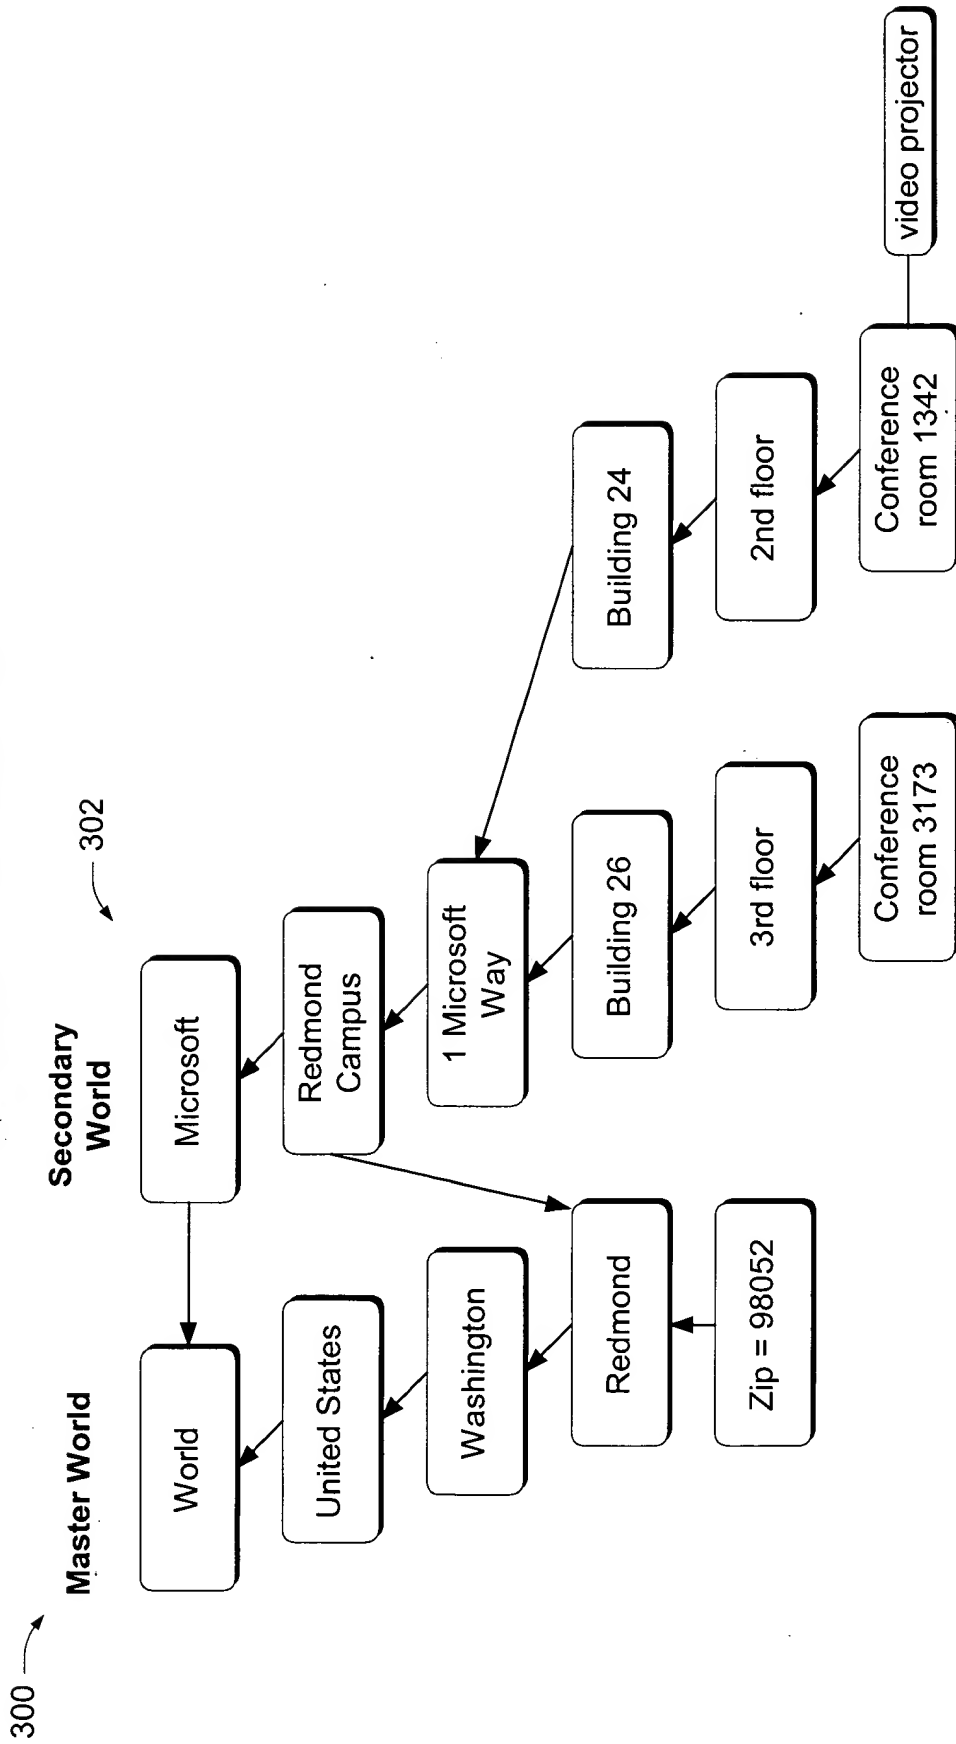 300
Master World
Secondary
World
302
World
Microsoft
United States
Redmond
Campus
Washington
1 Microsoft
Way
Redmond
Building 26
Building 24
Zip = 98052
3rd floor
2nd floor
Conference
room 3173
Conference
room 1342
video projector